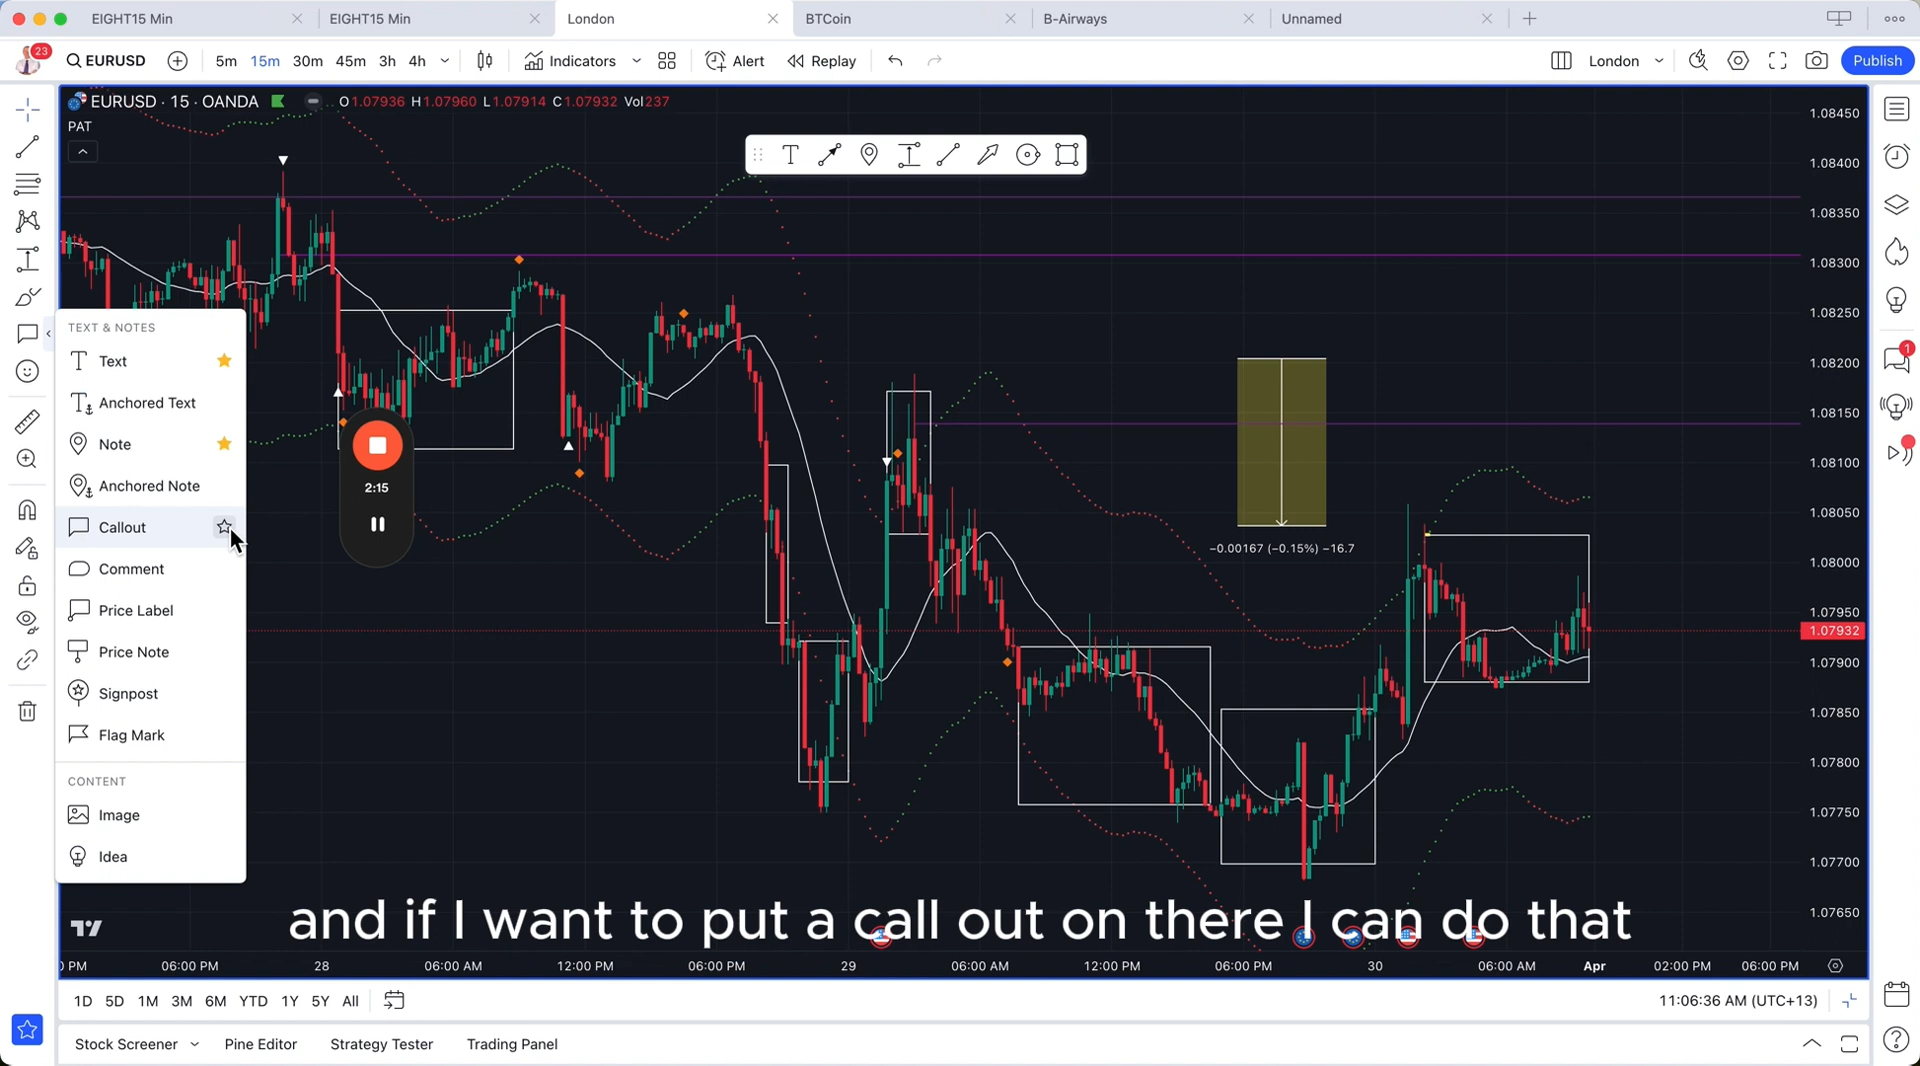 EIGHT15 Min
EIGHT15 Min
London
BTCoin
B-Airways
Unnamed
23
EURUSD
5m 15m 30m 45m 3h 4h
Indicators
Alert
Replay
London
Publish
EURUSD · 15 · OANDA
O1.07936 H1.07960 L1.07914 C1.07932 Vol237
PAT
TEXT & NOTES
Text
Anchored Text
Note
Anchored Note
Callout
Comment
Price Label
Price Note
Signpost
Flag Mark
CONTENT
Image
Idea
2:15
−0.00167 (−0.15%) −16.7
1.08450
1.08400
1.08350
1.08300
1.08250
1.08200
1.08150
1.08100
1.08050
1.08000
1.07950
1.07932
1.07900
1.07850
1.07800
1.07750
1.07700
1.07650
1
and if I want to put a call out on there I can do that
0 PM 06:00 PM 28 06:00 AM 12:00 PM 06:00 PM 29 06:00 AM 12:00 PM 06:00 PM 30 06:00 AM Apr 02:00 PM 06:00 PM
1D 5D 1M 3M 6M YTD 1Y 5Y All
11:06:36 AM (UTC+13)
Stock Screener
Pine Editor
Strategy Tester
Trading Panel